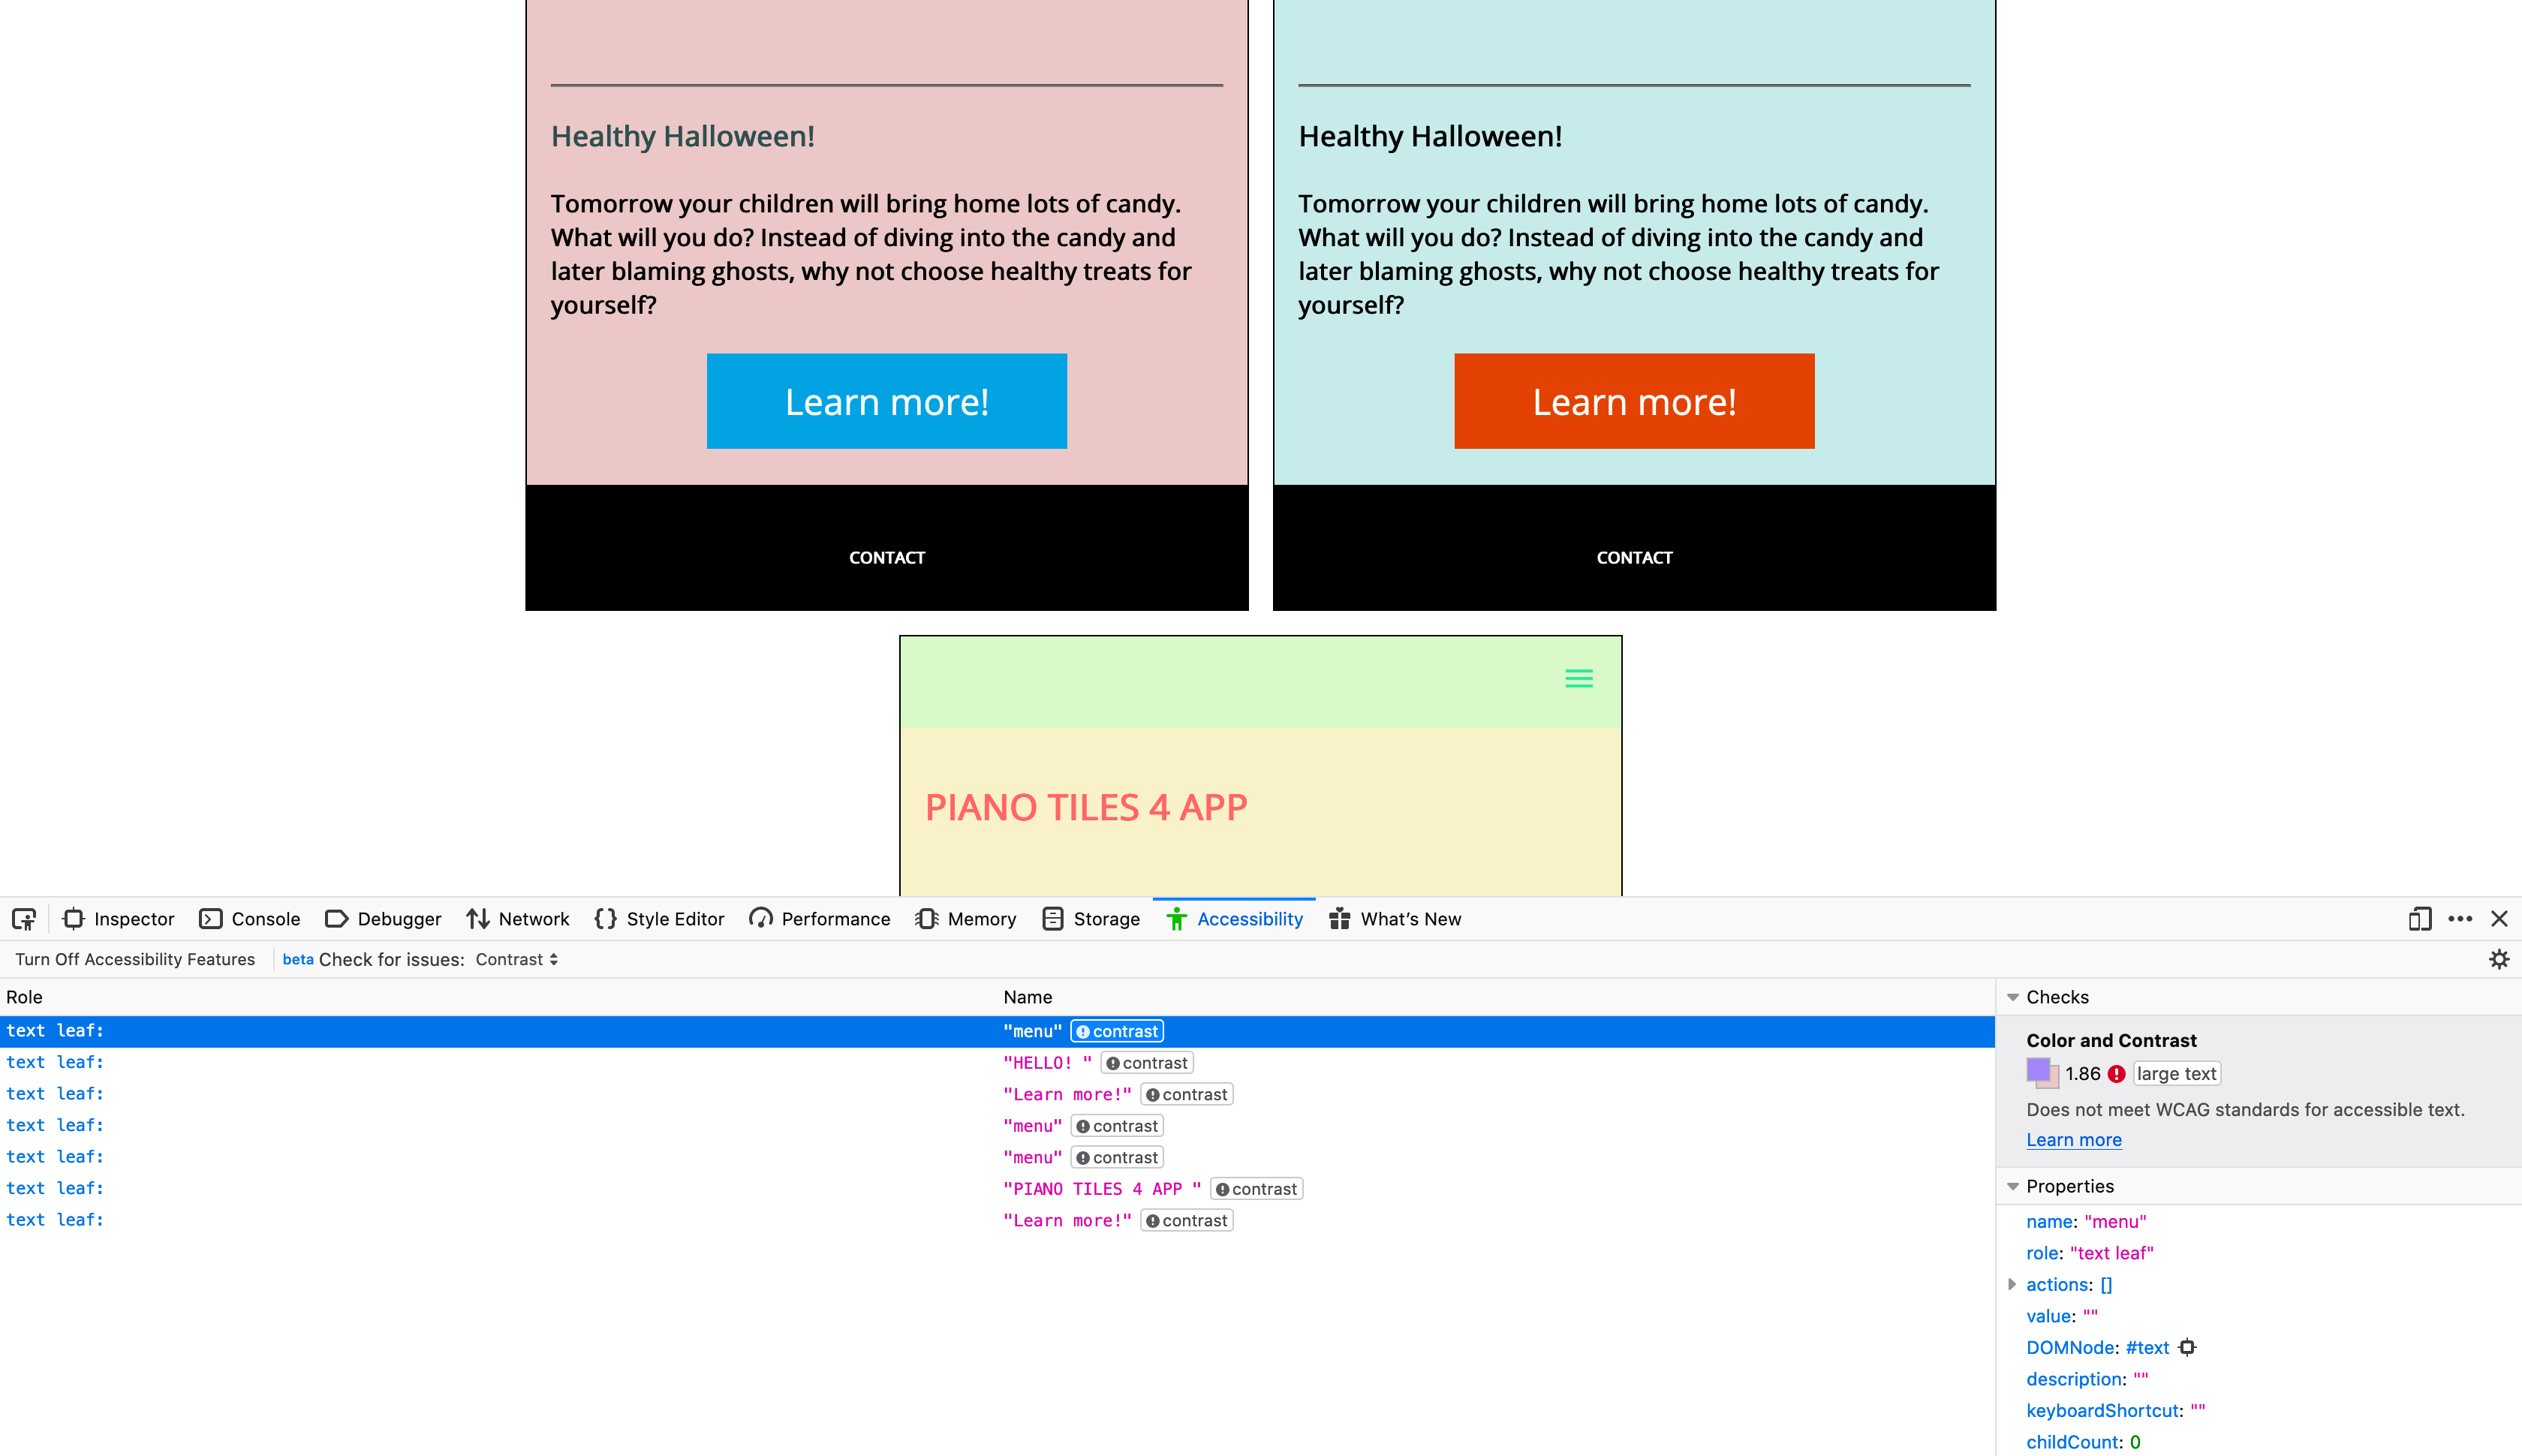 Healthy Halloween!
Tomorrow your children will bring home lots of candy.
What will you do? Instead of diving into the candy and
later blaming ghosts, why not choose healthy treats for
yourself?
Learn more!
CONTACT
Healthy Halloween!
Tomorrow your children will bring home lots of candy.
What will you do? Instead of diving into the candy and
later blaming ghosts, why not choose healthy treats for
yourself?
Learn more!
CONTACT
PIANO TILES 4 APP
Inspector Console Debugger Network Style Editor Performance Memory Storage Accessibility What's New
Turn Off Accessibility Features beta Check for issues: Contrast
Role Name
text leaf: "menu" contrast
text leaf: "HELLO! " contrast
text leaf: "Learn more!" contrast
text leaf: "menu" contrast
text leaf: "menu" contrast
text leaf: "PIANO TILES 4 APP " contrast
text leaf: "Learn more!" contrast
Checks
Color and Contrast
1.86 large text
Does not meet WCAG standards for accessible text.
Learn more
Properties
name: "menu"
role: "text leaf"
actions: []
value: ""
DOMNode: #text
description: ""
keyboardShortcut: ""
childCount: 0